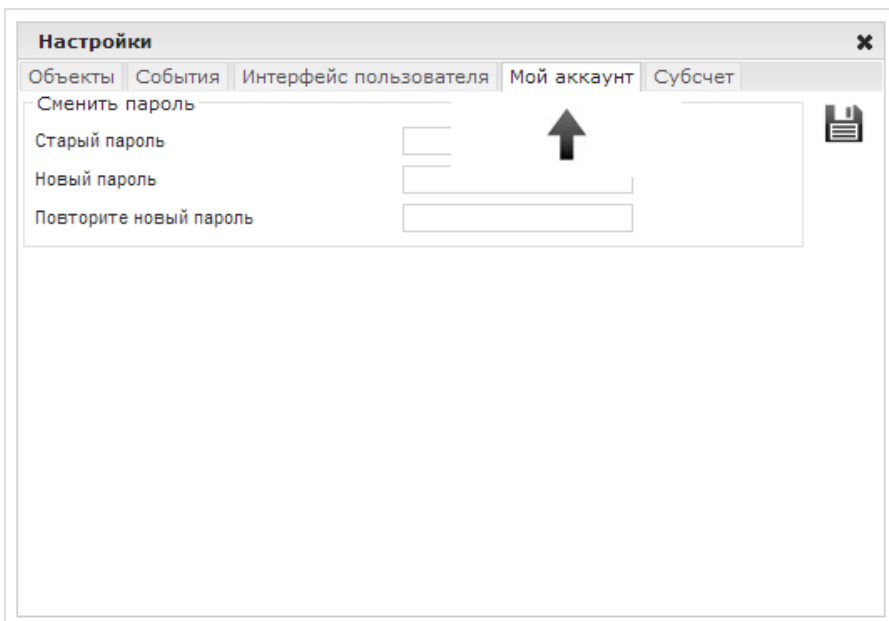 Настройки
Объекты События Интерфейс пользователя Мой аккаунт Субсчет
Сменить пароль
Старый пароль
Новый пароль
Повторите новый пароль